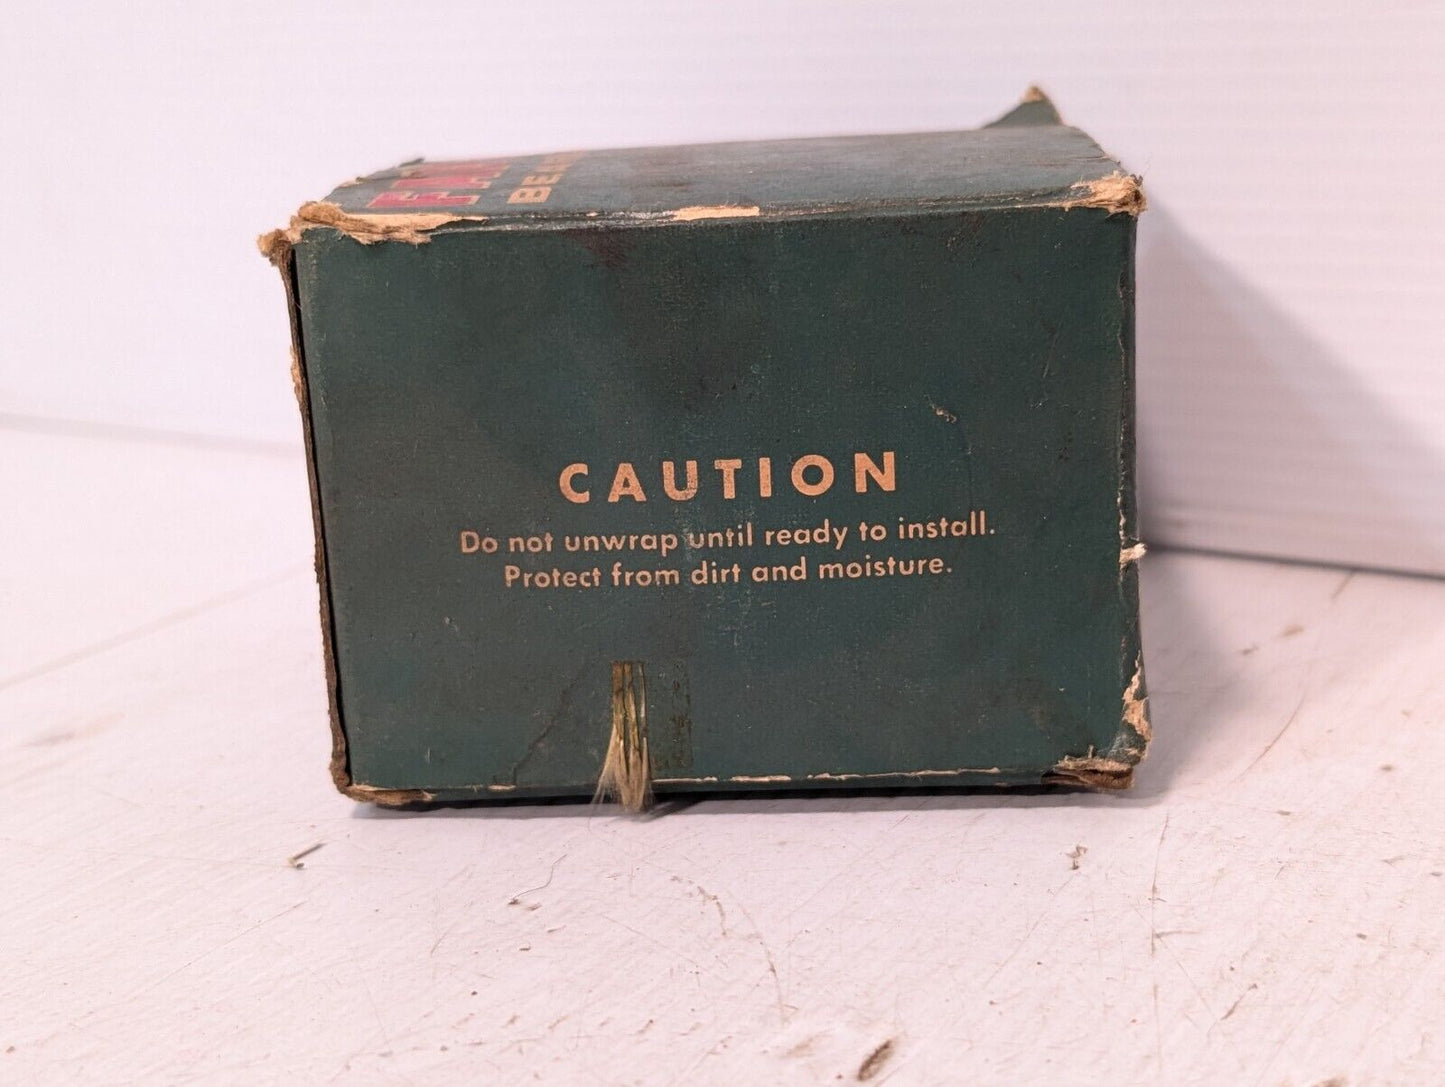 CAUTION
Do not unwrap until ready to install.
Protect from dirt and moisture.